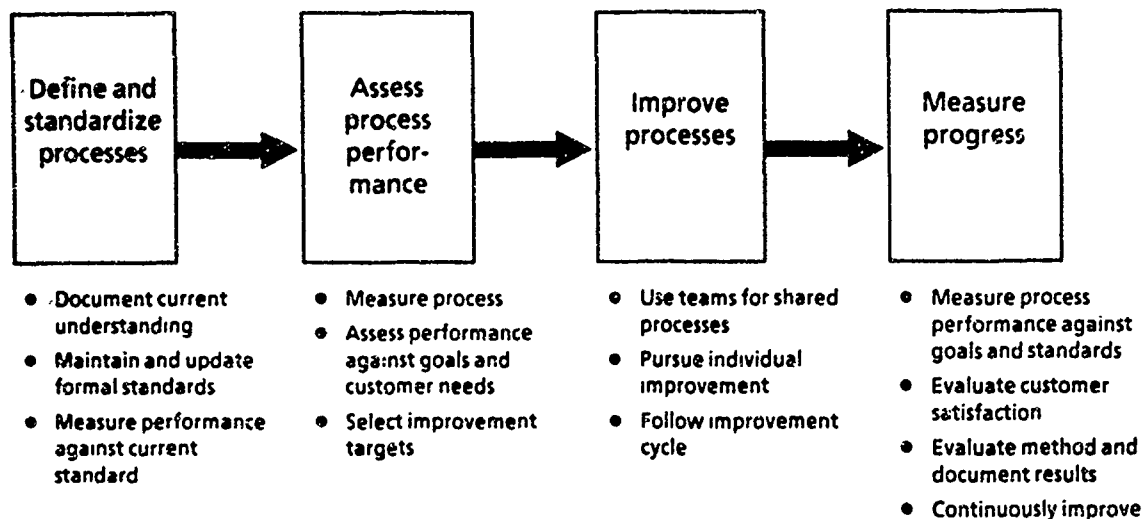 Define and
standardize
processes
Assess
process
perfor-
mance
Improve
processes
Measure
progress
● Document current
understanding
● Maintain and update
formal standards
● Measure performance
against current
standard
● Measure process
● Assess performance
against goals and
customer needs
● Select improvement
targets
● Use teams for shared
processes
● Pursue individual
improvement
● Follow improvement
cycle
● Measure process
performance against
goals and standards
● Evaluate customer
satisfaction
● Evaluate method and
document results
● Continuously improve